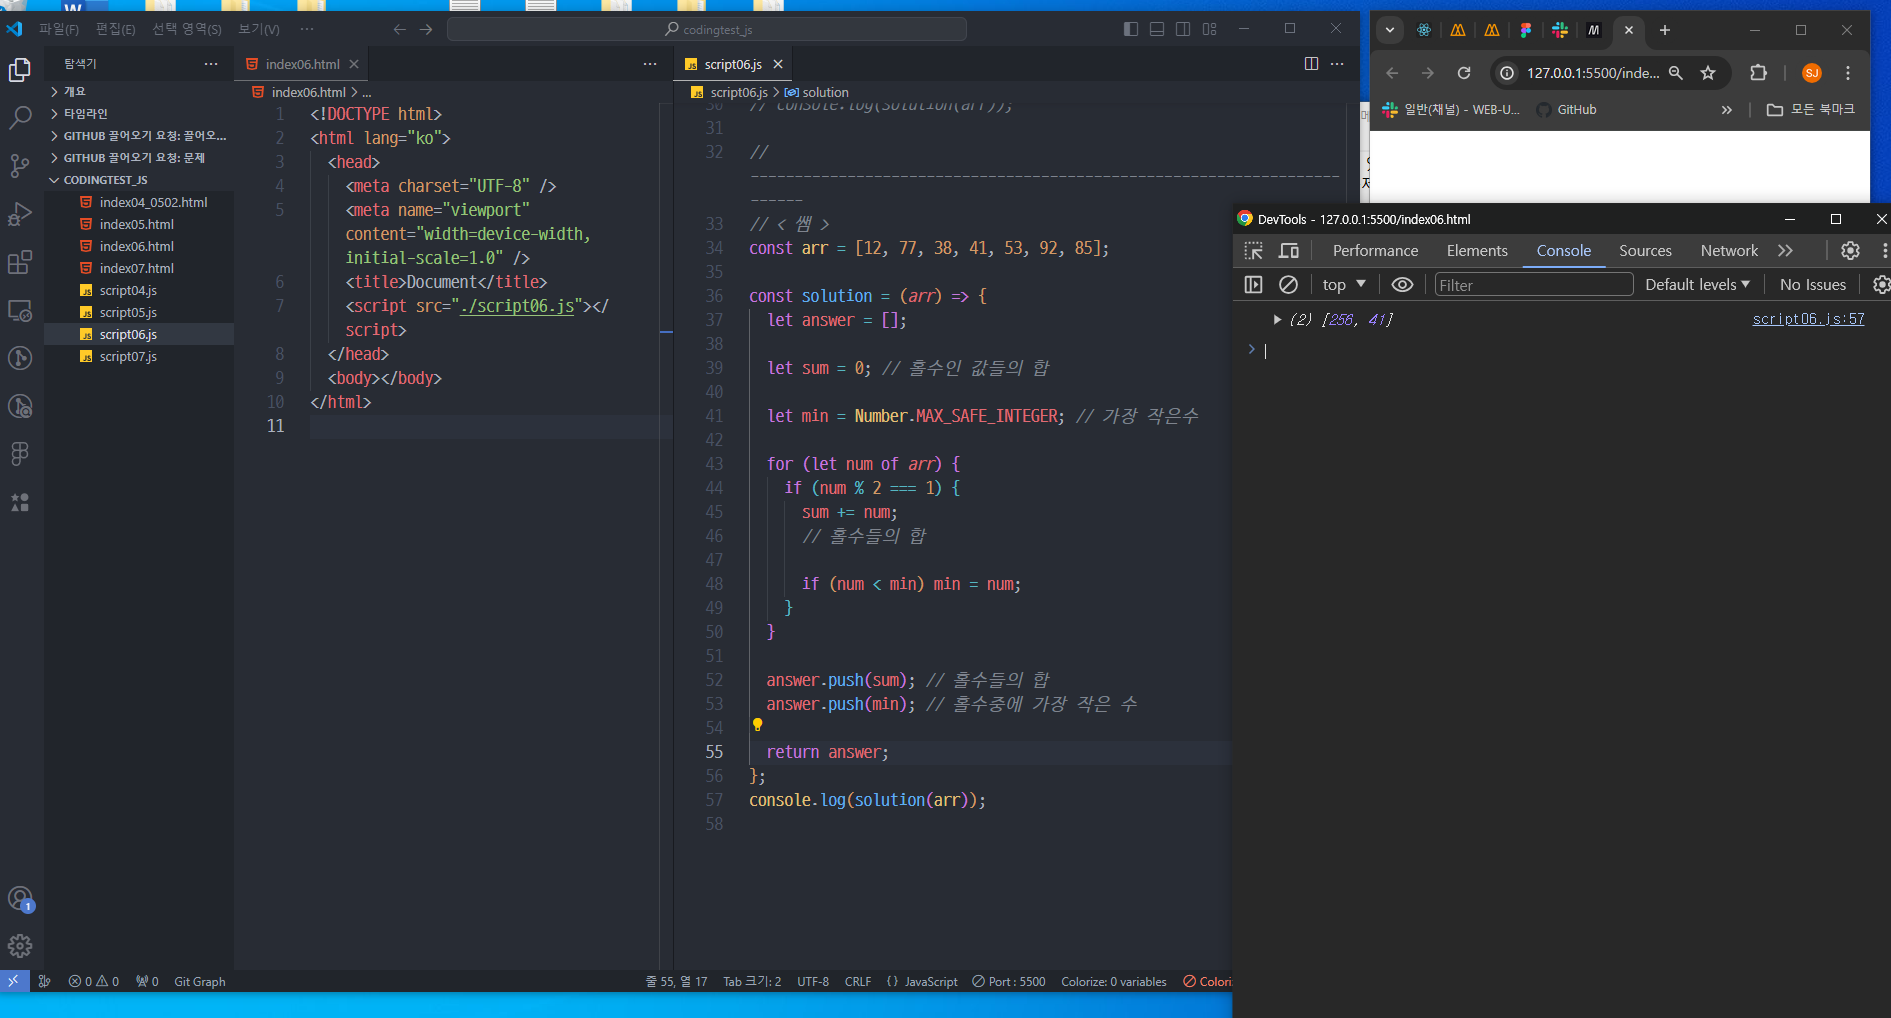 W
파일(F) 편집(E) 선택 영역(S) 보기(V) ···
codingtest_js
탐색기 ···
개요
타임라인
GITHUB 끌어오기 요청: 끌어오...
GITHUB 끌어오기 요청: 문제
CODINGTEST_JS
index04_0502.html
index05.html
index06.html
index07.html
JS script04.js
JS script05.js
JS script06.js
JS script07.js
1
index06.html
index06.html > ...
1 <!DOCTYPE html>
2 <html lang="ko">
3 <head>
4 <meta charset="UTF-8" />
5 <meta name="viewport"
content="width=device-width,
initial-scale=1.0" />
6 <title>Document</title>
7 <script src="./script06.js"></
script>
8 </head>
9 <body></body>
10 </html>
11
JS script06.js
JS script06.js > solution
30 // console.log(solution(arr));
31
32 //
-------------------------------------------------------------------
------
33 // < 쌤 >
34 const arr = [12, 77, 38, 41, 53, 92, 85];
35
36 const solution = (arr) => {
37 let answer = [];
38
39 let sum = 0; // 홀수인 값들의 합
40
41 let min = Number.MAX_SAFE_INTEGER; // 가장 작은수
42
43 for (let num of arr) {
44 if (num % 2 === 1) {
45 sum += num;
46 // 홀수들의 합
47
48 if (num < min) min = num;
49 }
50 }
51
52 answer.push(sum); // 홀수들의 합
53 answer.push(min); // 홀수중에 가장 작은 수
54
55 return answer;
56 };
57 console.log(solution(arr));
58
0 0 0 Git Graph 줄 55, 열 17 Tab 크기: 2 UTF-8 CRLF {} JavaScript Port : 5500 Colorize: 0 variables Colori
127.0.0.1:5500/inde... SJ
일반(채널) - WEB-U... GitHub » 모든 북마크
DevTools - 127.0.0.1:5500/index06.html
Performance Elements Console Sources Network
top Filter Default levels No Issues
(2) [256, 41] script06.js:57